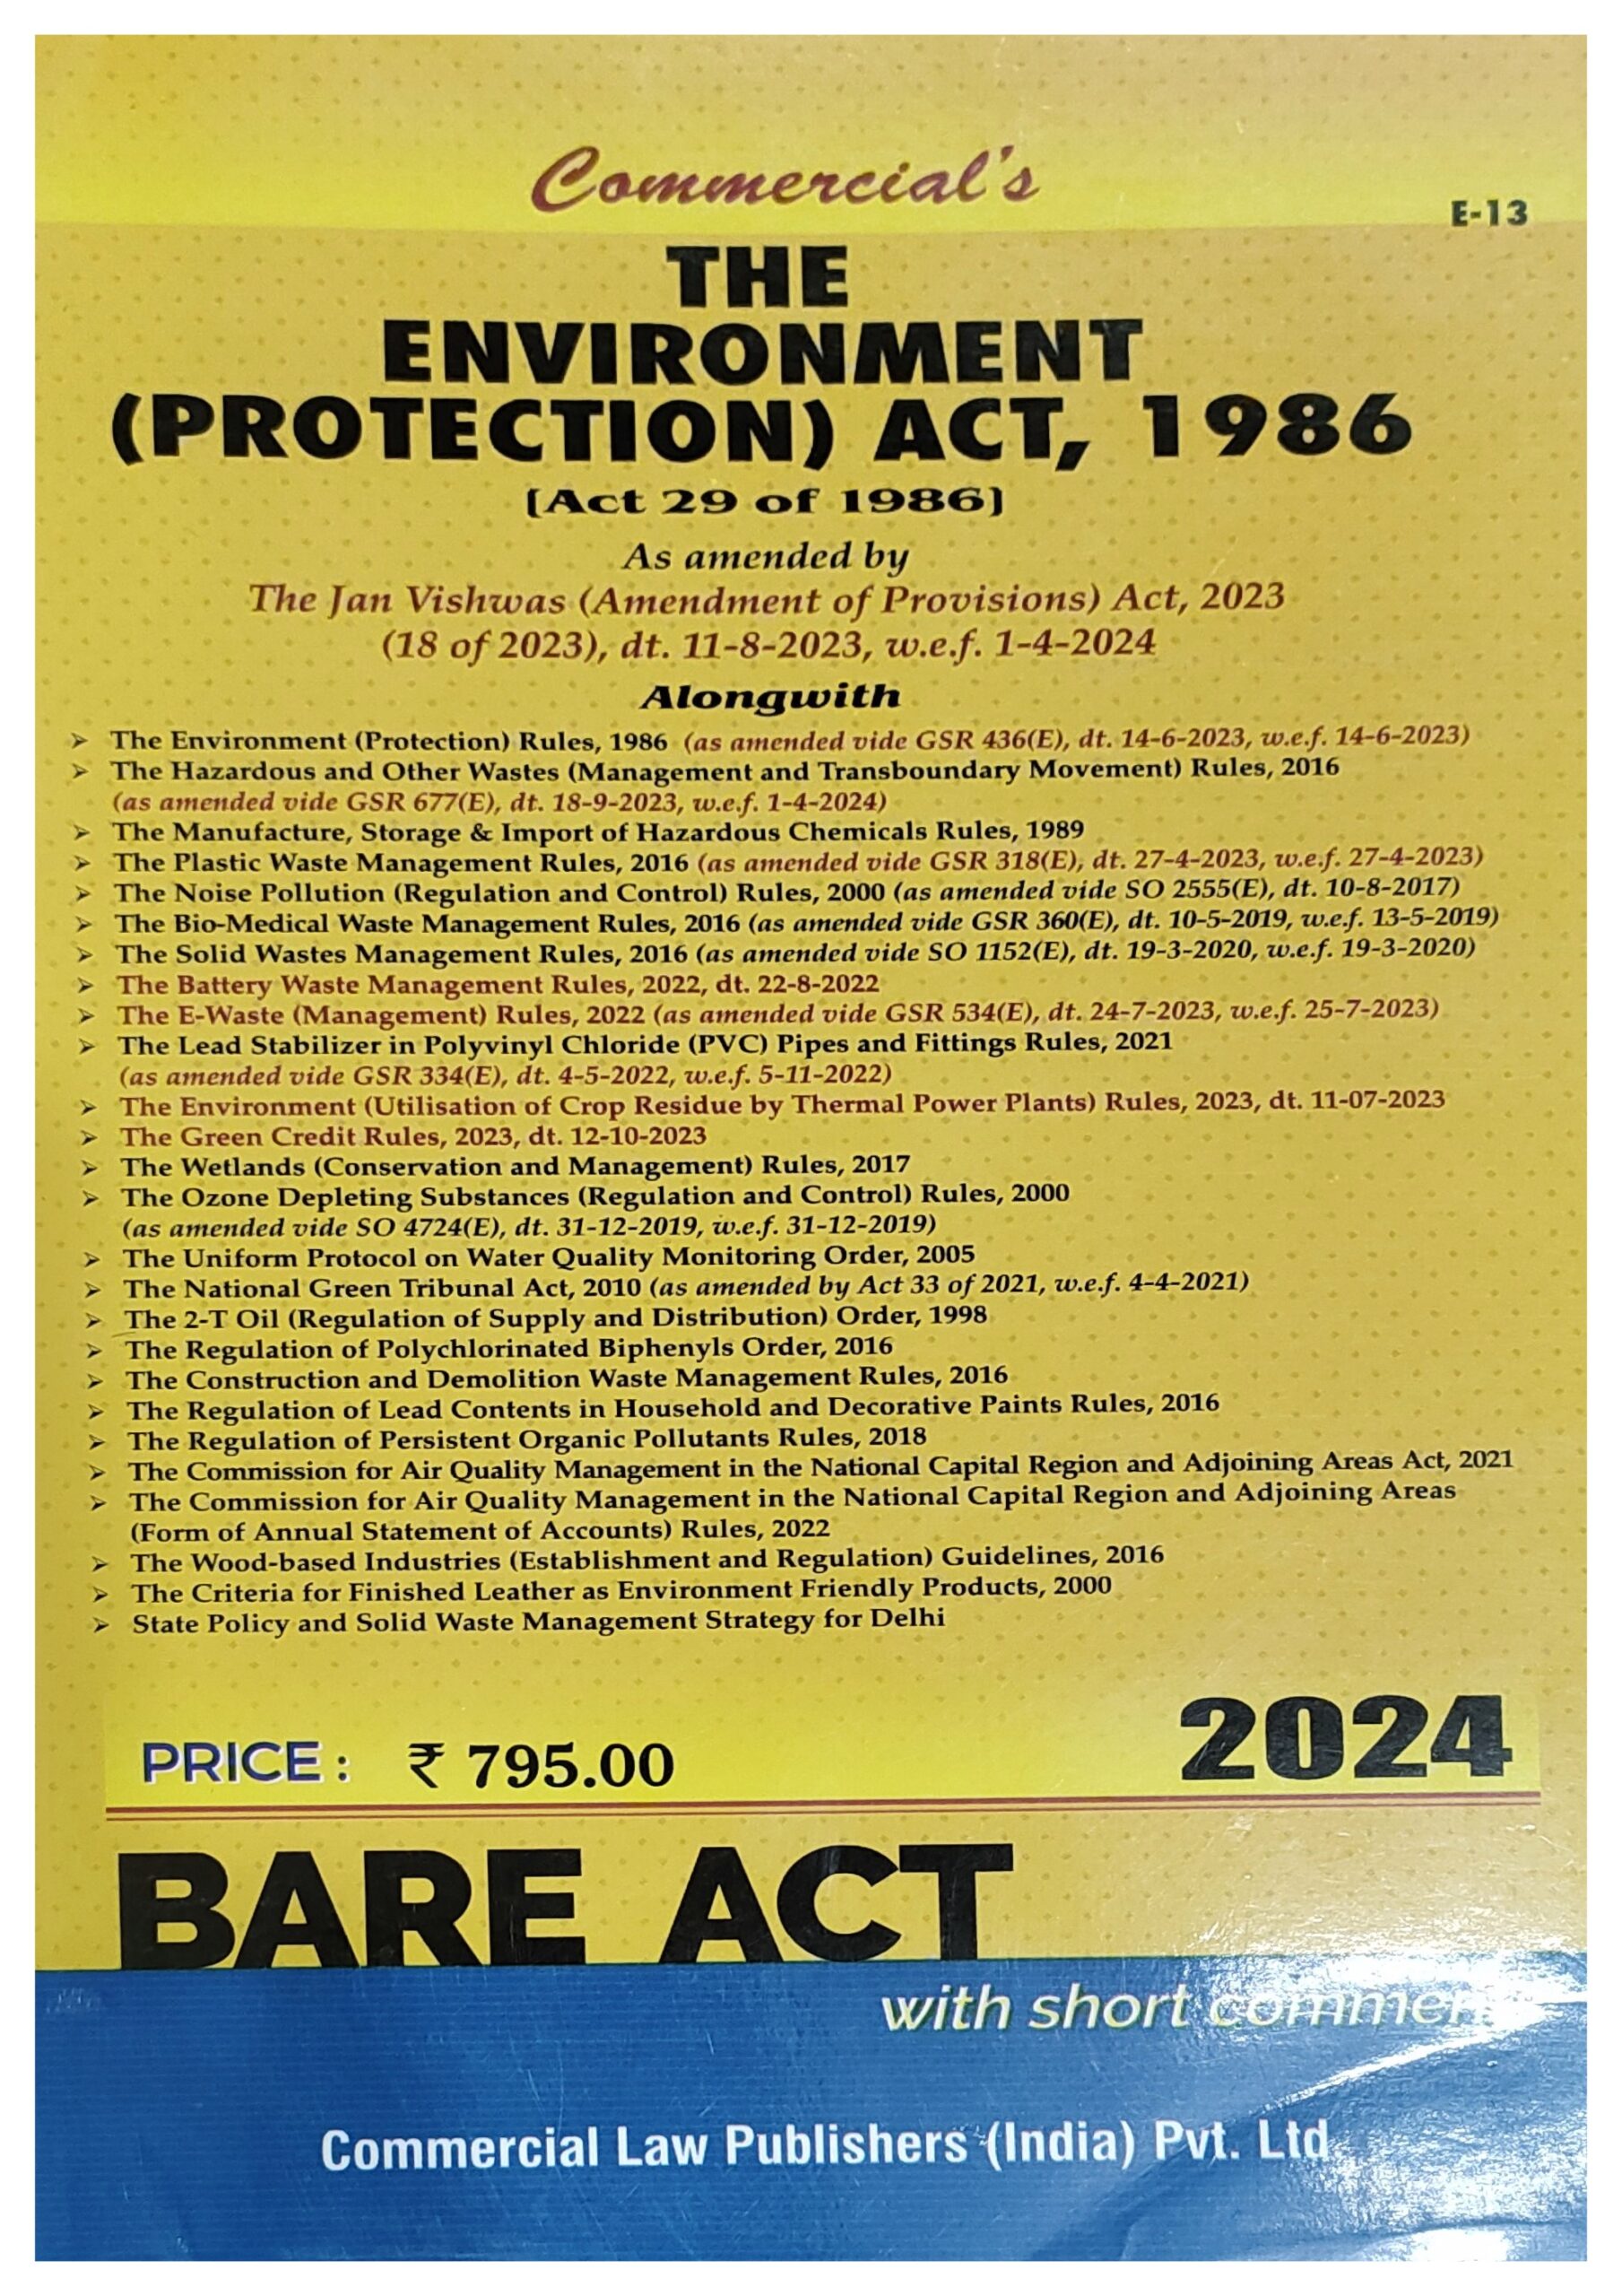 Commercial's
E-13
THE
ENVIRONMENT
(PROTECTION) ACT, 1986
[Act 29 of 1986]
As amended by
The Jan Vishwas (Amendment of Provisions) Act, 2023
(18 of 2023), dt. 11-8-2023, w.e.f. 1-4-2024
Alongwith
➢ The Environment (Protection) Rules, 1986 (as amended vide GSR 436(E), dt. 14-6-2023, w.e.f. 14-6-2023)
➢ The Hazardous and Other Wastes (Management and Transboundary Movement) Rules, 2016
(as amended vide GSR 677(E), dt. 18-9-2023, w.e.f. 1-4-2024)
➢ The Manufacture, Storage & Import of Hazardous Chemicals Rules, 1989
➢ The Plastic Waste Management Rules, 2016 (as amended vide GSR 318(E), dt. 27-4-2023, w.e.f. 27-4-2023)
➢ The Noise Pollution (Regulation and Control) Rules, 2000 (as amended vide SO 2555(E), dt. 10-8-2017)
➢ The Bio-Medical Waste Management Rules, 2016 (as amended vide GSR 360(E), dt. 10-5-2019, w.e.f. 13-5-2019)
➢ The Solid Wastes Management Rules, 2016 (as amended vide SO 1152(E), dt. 19-3-2020, w.e.f. 19-3-2020)
➢ The Battery Waste Management Rules, 2022, dt. 22-8-2022
➢ The E-Waste (Management) Rules, 2022 (as amended vide GSR 534(E), dt. 24-7-2023, w.e.f. 25-7-2023)
➢ The Lead Stabilizer in Polyvinyl Chloride (PVC) Pipes and Fittings Rules, 2021
(as amended vide GSR 334(E), dt. 4-5-2022, w.e.f. 5-11-2022)
➢ The Environment (Utilisation of Crop Residue by Thermal Power Plants) Rules, 2023, dt. 11-07-2023
➢ The Green Credit Rules, 2023, dt. 12-10-2023
➢ The Wetlands (Conservation and Management) Rules, 2017
➢ The Ozone Depleting Substances (Regulation and Control) Rules, 2000
(as amended vide SO 4724(E), dt. 31-12-2019, w.e.f. 31-12-2019)
➢ The Uniform Protocol on Water Quality Monitoring Order, 2005
➢ The National Green Tribunal Act, 2010 (as amended by Act 33 of 2021, w.e.f. 4-4-2021)
➢ The 2-T Oil (Regulation of Supply and Distribution) Order, 1998
➢ The Regulation of Polychlorinated Biphenyls Order, 2016
➢ The Construction and Demolition Waste Management Rules, 2016
➢ The Regulation of Lead Contents in Household and Decorative Paints Rules, 2016
➢ The Regulation of Persistent Organic Pollutants Rules, 2018
➢ The Commission for Air Quality Management in the National Capital Region and Adjoining Areas Act, 2021
➢ The Commission for Air Quality Management in the National Capital Region and Adjoining Areas
(Form of Annual Statement of Accounts) Rules, 2022
➢ The Wood-based Industries (Establishment and Regulation) Guidelines, 2016
➢ The Criteria for Finished Leather as Environment Friendly Products, 2000
➢ State Policy and Solid Waste Management Strategy for Delhi
PRICE : ₹ 795.00
2024
BARE ACT
with short
Commercial Law Publishers (India) Pvt. Ltd.